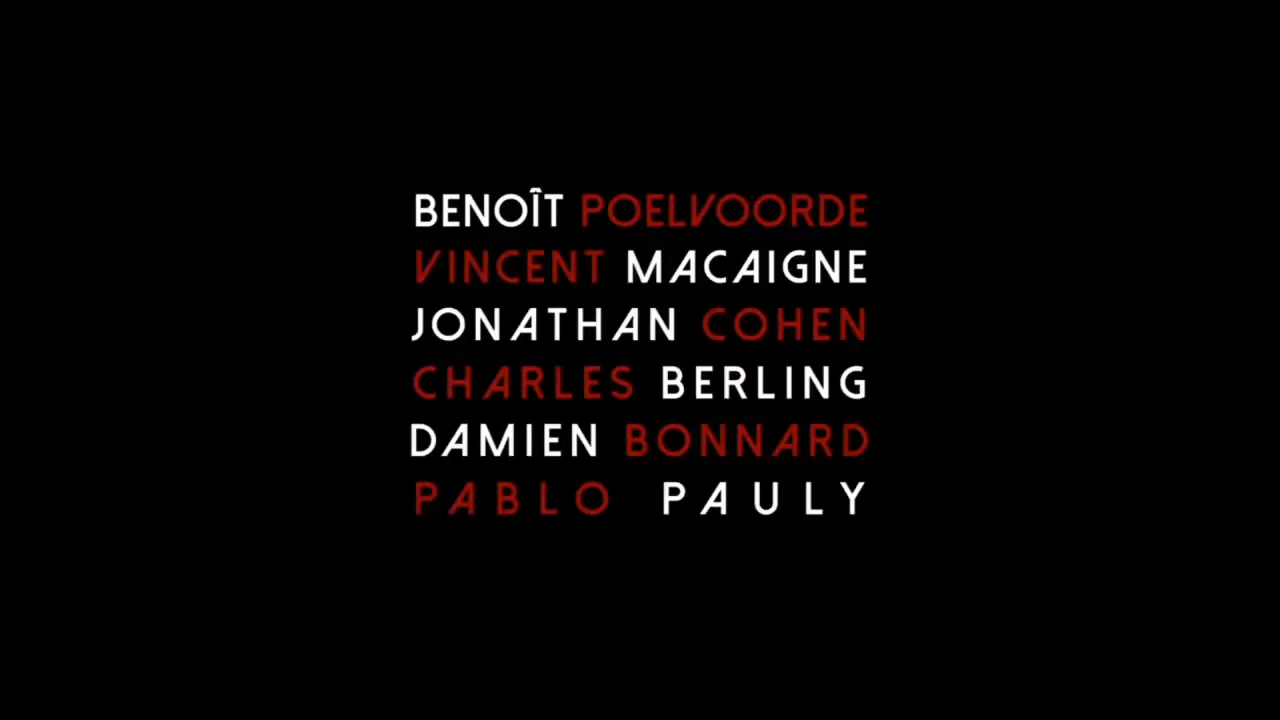 BENOÎT POELVOORDE
VINCENT MACAIGNE
JONATHAN COHEN
CHARLES BERLING
DAMIEN BONNARD
PABLO PAULY